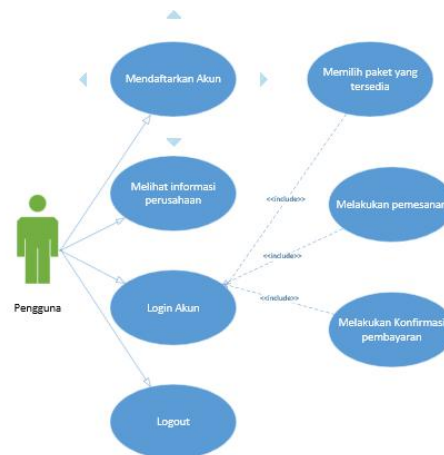 Mendaftarkan Akun
Memilih paket yang
tersedia
Melihat informasi
perusahaan
<<include>>
Melakukan pemesanan
<<include>>
Pengguna
Login Akun
<<include>>
Melakukan Konfirmasi
pembayaran
Logout